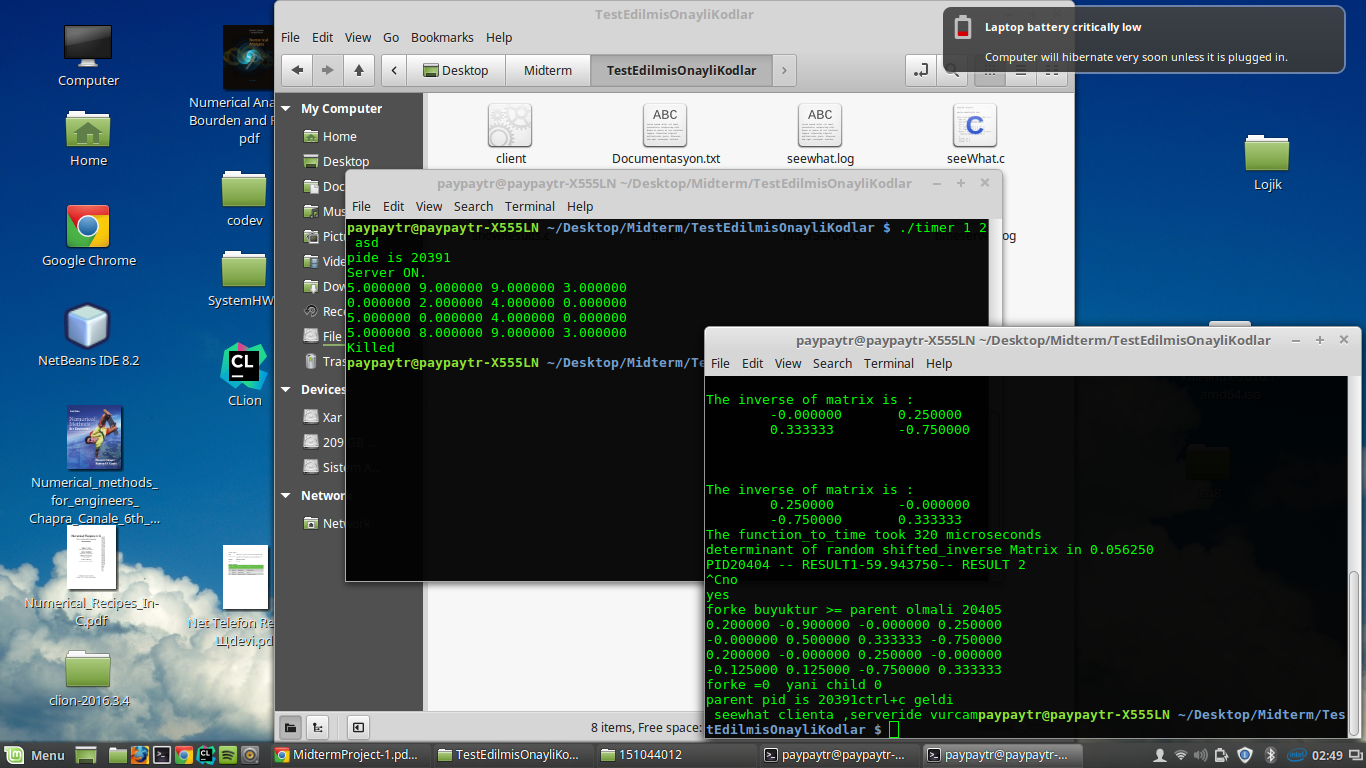 Computer
Home
Google Chrome
NetBeans IDE 8.2
Numerical_methods_
for_engineers_
Chapra_Canale_6th_...
Numerical_Recipes_In-
C.pdf
clion-2016.3.4
Numerical Ana
Bourden and F
pdf
codev
SystemHW
CLion
Net Telefon Re
Щdevi.pd
Lojik
TestEdilmisOnayliKodlar
File Edit View Go Bookmarks Help
Desktop Midterm TestEdilmisOnayliKodlar
My Computer
Home
Desktop
Doc
Mus
Pict
Vide
Dow
Rece
File
Tras
Devices
Xar
209
Sistem A...
Network
Network
client
ABC
Documentasyon.txt
ABC
seewhat.log
C
seeWhat.c
og
8 items, Free space:
Laptop battery critically low
Computer will hibernate very soon unless it is plugged in.
paypaytr@paypaytr-X555LN ~/Desktop/Midterm/TestEdilmisOnayliKodlar
File Edit View Search Terminal Help
paypaytr@paypaytr-X555LN ~/Desktop/Midterm/TestEdilmisOnayliKodlar $ ./timer 1 2
asd
pide is 20391
Server ON.
5.000000 9.000000 9.000000 3.000000
0.000000 2.000000 4.000000 0.000000
5.000000 0.000000 4.000000 0.000000
5.000000 8.000000 9.000000 3.000000
Killed
paypaytr@paypaytr-X555LN ~/Desktop/Midterm/Te
paypaytr@paypaytr-X555LN ~/Desktop/Midterm/TestEdilmisOnayliKodlar
File Edit View Search Terminal Help
The inverse of matrix is :
-0.000000 0.250000
0.333333 -0.750000
The inverse of matrix is :
0.250000 -0.000000
-0.750000 0.333333
The function_to_time took 320 microseconds
determinant of random shifted_inverse Matrix in 0.056250
PID20404 -- RESULT1-59.943750-- RESULT 2
^Cno
yes
forke buyuktur >= parent olmali 20405
0.200000 -0.900000 -0.000000 0.250000
-0.000000 0.500000 0.333333 -0.750000
0.200000 -0.000000 0.250000 -0.000000
-0.125000 0.125000 -0.750000 0.333333
forke =0  yani child 0
parent pid is 20391ctrl+c geldi
seewhat clienta ,serveride vurcampaypaytr@paypaytr-X555LN ~/Desktop/Midterm/Tes
tEdilmisOnayliKodlar $
Menu
MidtermProject-1.pd...
TestEdilmisOnayliKo...
151044012
paypaytr@paypaytr-...
paypaytr@paypaytr-...
intel
02:49